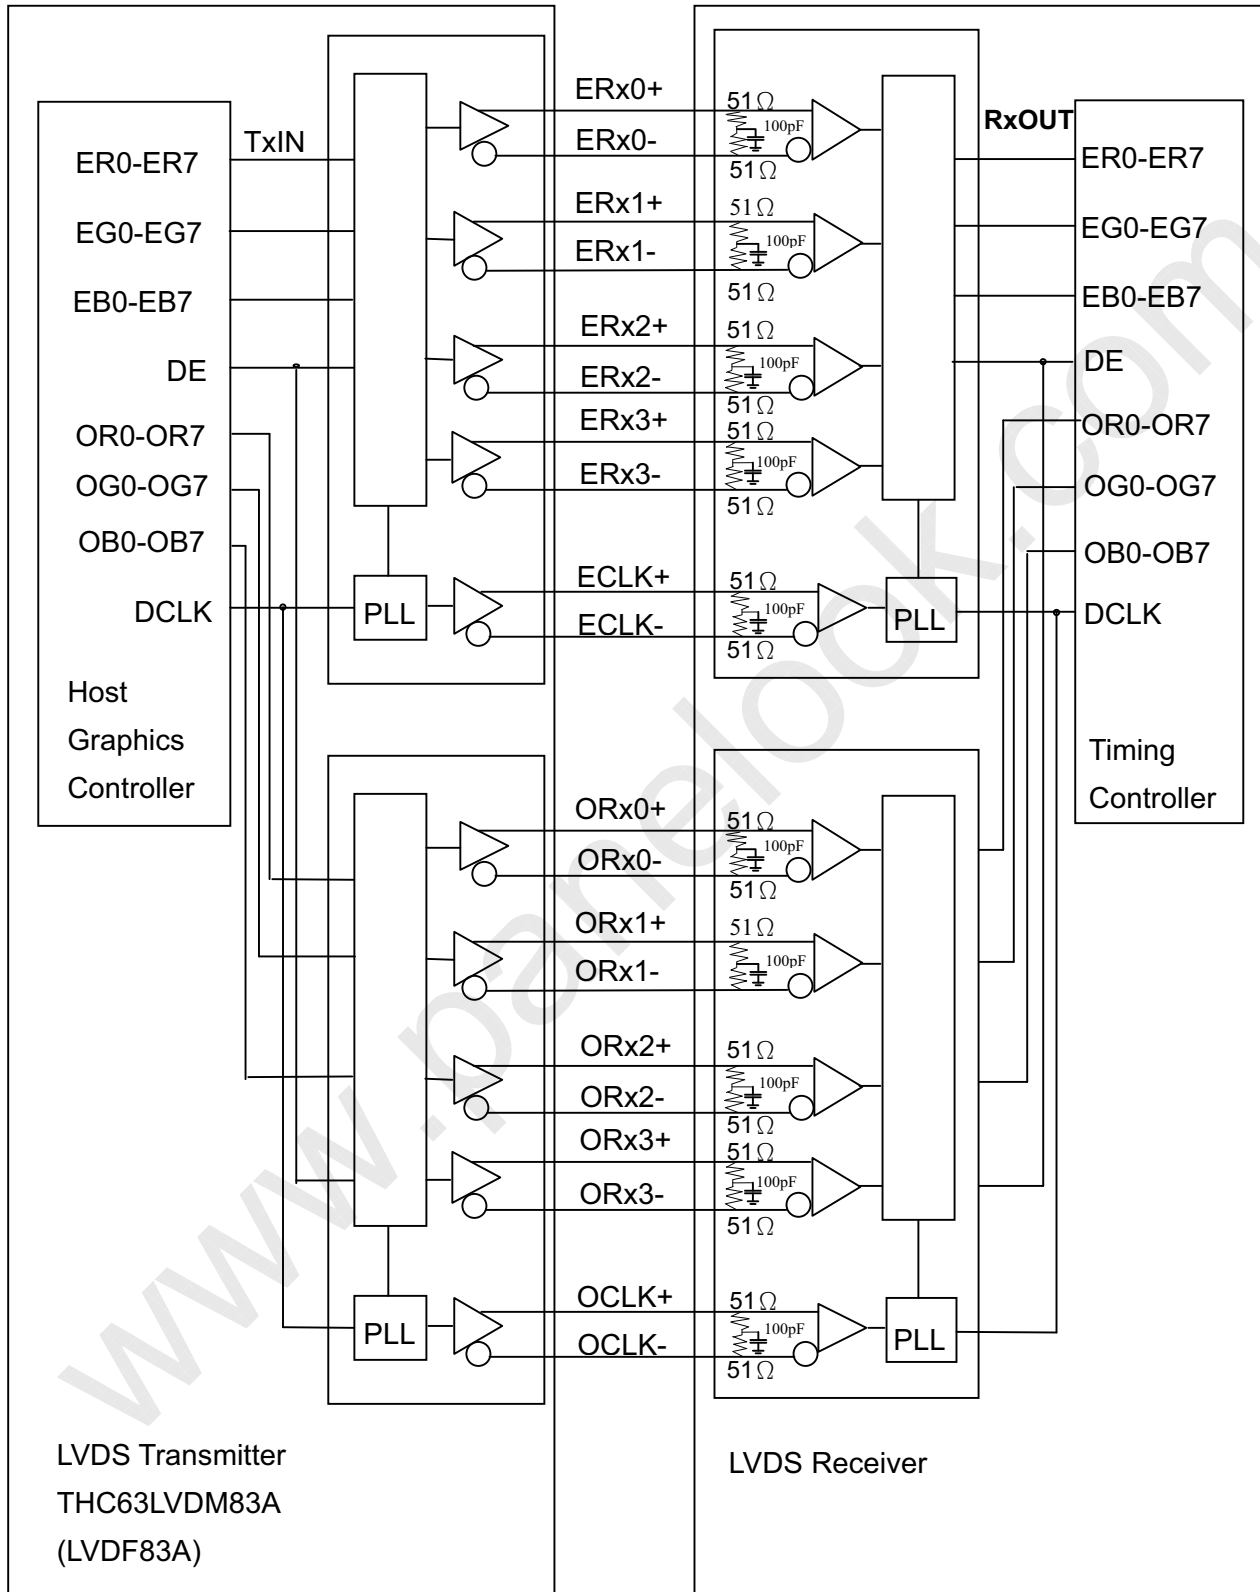 ERx0+
ERx0-
ERx1+
ERx1-
ERx2+
ERx2-
ERx3+
ERx3-
ECLK+
ECLK-
TxIN
ER0-ER7
EG0-EG7
EB0-EB7
DE
OR0-OR7
OG0-OG7
OB0-OB7
DCLK
Host
Graphics
Controller
PLL
51Ω
100pF
51Ω
51Ω
100pF
51Ω
51Ω
100pF
51Ω
51Ω
100pF
51Ω
51Ω
100pF
51Ω
PLL
RxOUT
ER0-ER7
EG0-EG7
EB0-EB7
DE
OR0-OR7
OG0-OG7
OB0-OB7
DCLK
Timing
Controller
ORx0+
ORx0-
ORx1+
ORx1-
ORx2+
ORx2-
ORx3+
ORx3-
OCLK+
OCLK-
PLL
51Ω
100pF
51Ω
51Ω
100pF
51Ω
100pF
51Ω
51Ω
100pF
51Ω
51Ω
100pF
51Ω
PLL
LVDS Transmitter
THC63LVDM83A
(LVDF83A)
LVDS Receiver
www.panelook.com